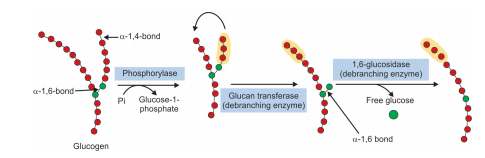 α-1,4-bond
α-1,6-bond
Phosphorylase
Pi
Glucose-1-
phosphate
Glucogen
Glucan transferase
(debranching enzyme)
1,6-glucosidase
(debranching enzyme)
Free glucose
α-1,6 bond